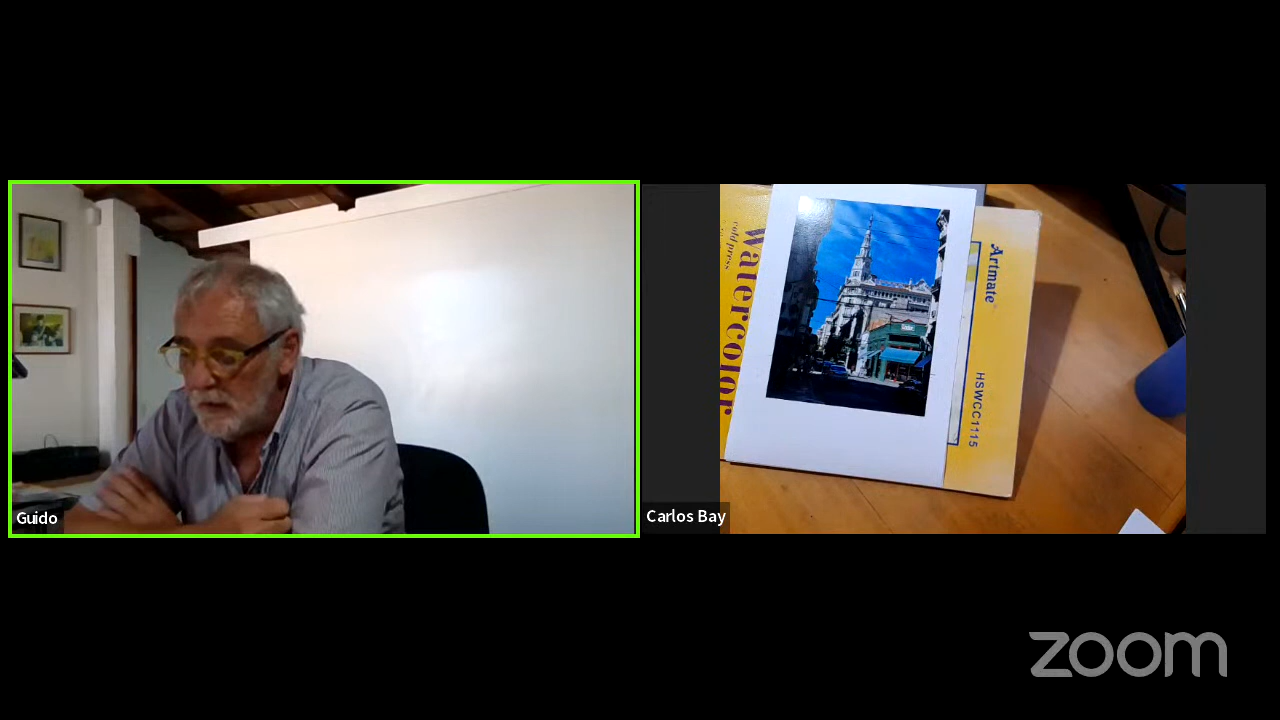 Guido
Carlos Bay
Watercolor
cold press
Artmate
HSWCC1115
zoom